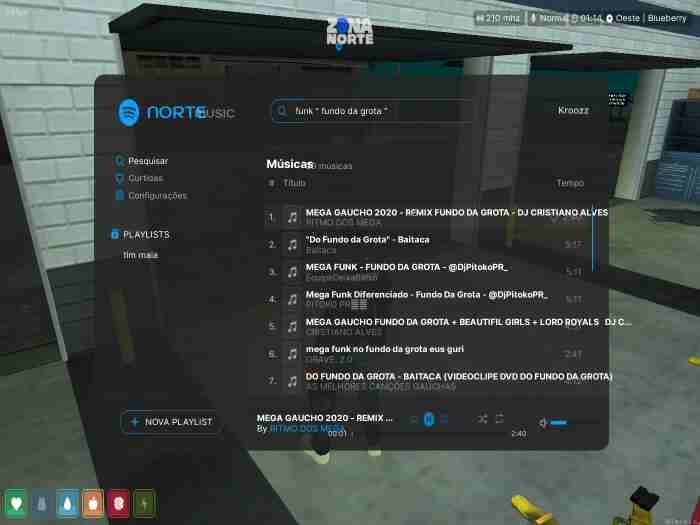 ZONA
NORTE
210 mhz | Normal 01:14 Oeste | Blueberry
NORTE MUSIC
funk " fundo da grota "
Kroozz
Pesquisar
Curtidas
Configurações
PLAYLISTS
tim maia
NOVA PLAYLIST
Músicas músicas
# Título Tempo
1. MEGA GAUCHO 2020 - REMIX FUNDO DA GROTA - DJ CRISTIANO ALVES
RITMO DOS MEGA
2. "Do Fundo da Grota" - Baitaca 5:17
Baitaca
3. MEGA FUNK - FUNDO DA GROTA - @DjPitokoPR_ 5:11
4. Mega Funk Diferenciado - Fundo Da Grota - @DjPitokoPR_ 5:11
PITOKO PR
5. MEGA GAUCHO FUNDO DA GROTA + BEAUTIFIL GIRLS + LORD ROYALS DJ C...
CRISTIANO ALVES
6. mega funk no fundo da grota eus guri 2:47
GRAVE. 2.0
7. DO FUNDO DA GROTA - BAITACA (VIDEOCLIPE DVD DO FUNDO DA GROTA)
AS MELHORES CANÇÕES GAÚCHAS
MEGA GAUCHO 2020 - REMIX ...
By RITMO DOS MEGA
00:01 2:40